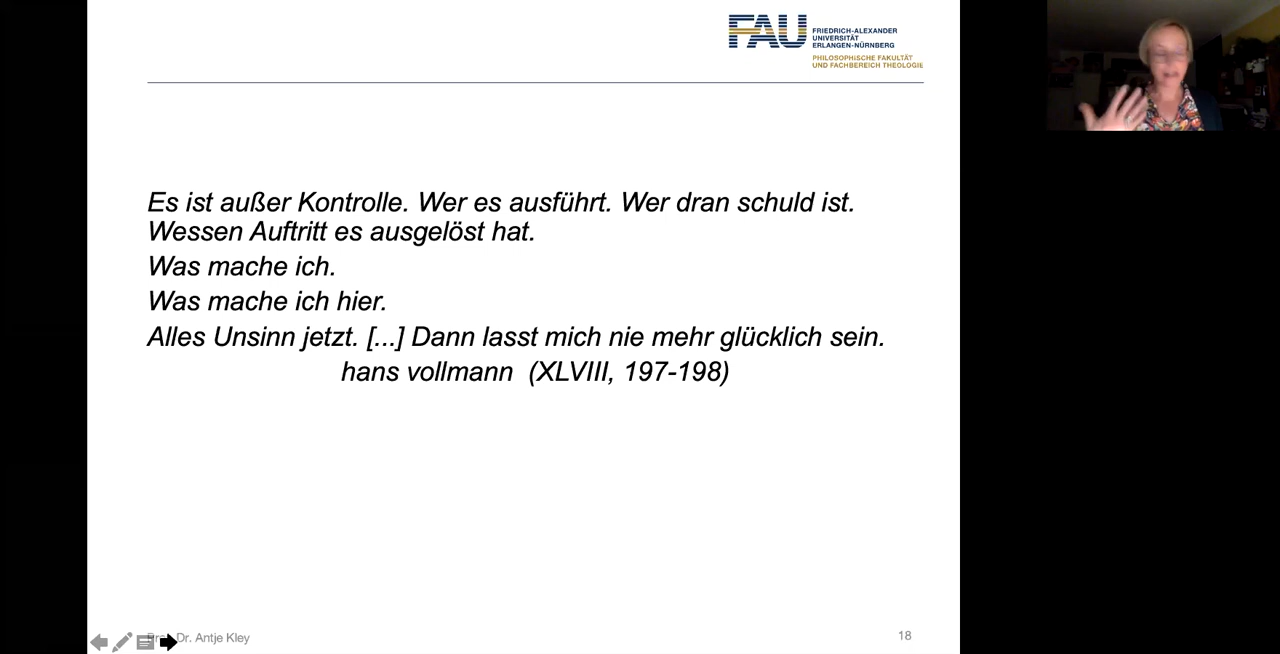 FAU
FRIEDRICH-ALEXANDER
UNIVERSITÄT
ERLANGEN-NÜRNBERG
PHILOSOPHISCHE FAKULTÄT
UND FACHBEREICH THEOLOGIE
Es ist außer Kontrolle. Wer es ausführt. Wer dran schuld ist.
Wessen Auftritt es ausgelöst hat.
Was mache ich.
Was mache ich hier.
Alles Unsinn jetzt. [...] Dann lasst mich nie mehr glücklich sein.
hans vollmann (XLVIII, 197-198)
Dr. Antje Kley
18